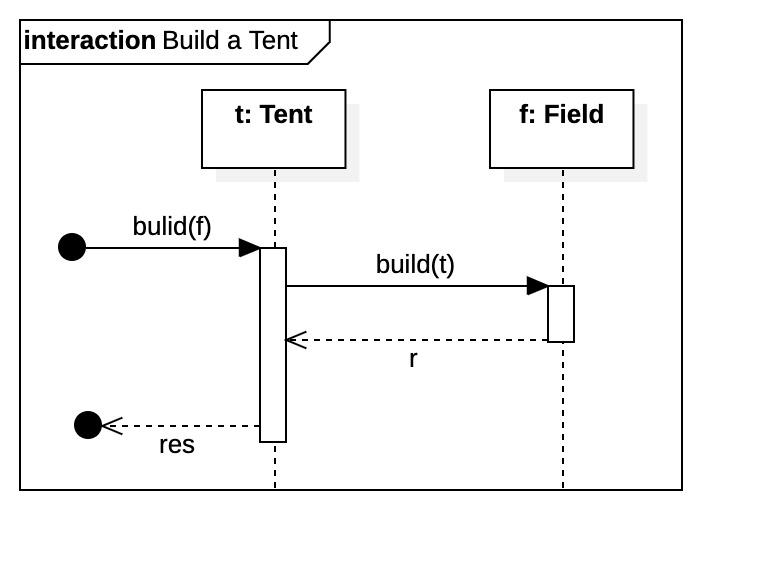 interaction Build a Tent
t: Tent
f: Field
bulid(f)
build(t)
r
res